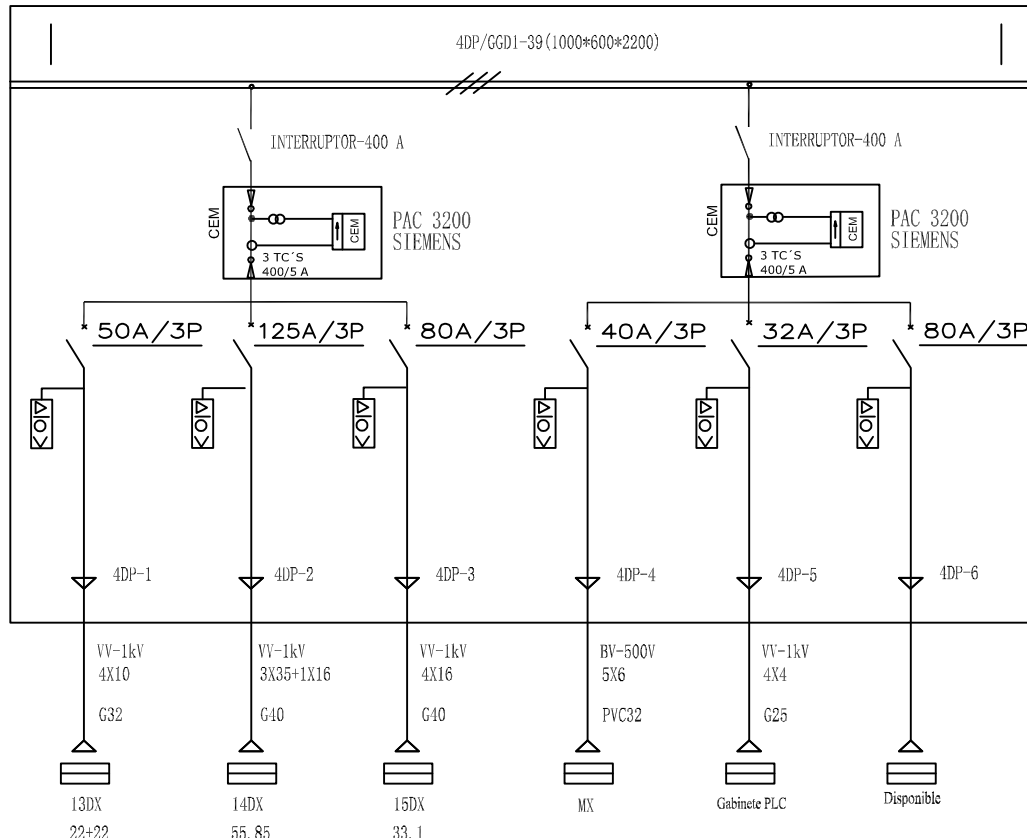 4DP/GGD1-39(1000*600*2200)
INTERRUPTOR-400 A
INTERRUPTOR-400 A
CEM
CEM
PAC 3200
SIEMENS
3 TC´S
400/5 A
CEM
CEM
PAC 3200
SIEMENS
3 TC´S
400/5 A
50A/3P
125A/3P
80A/3P
40A/3P
32A/3P
80A/3P
4DP-1
4DP-2
4DP-3
4DP-4
4DP-5
4DP-6
VV-1kV
4X10
G32
VV-1kV
3X35+1X16
G40
VV-1kV
4X16
G40
BV-500V
5X6
PVC32
VV-1kV
4X4
G25
13DX
22+22
14DX
55.85
15DX
33.1
MX
Gabinete PLC
Disponible